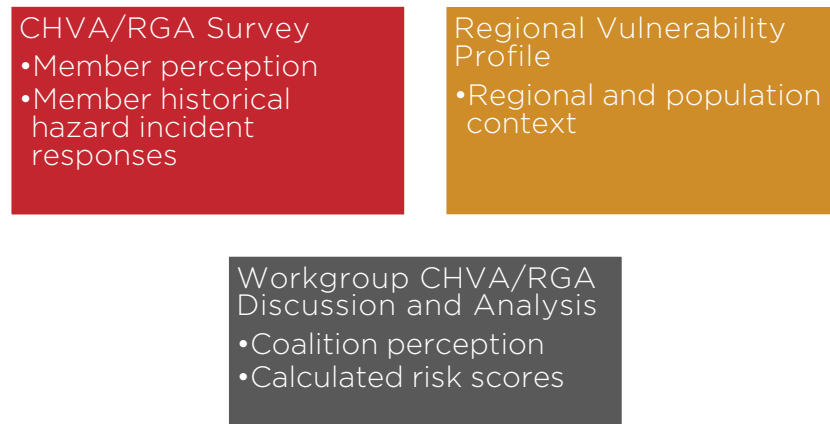 CHVA/RGA Survey
•Member perception
•Member historical
hazard incident
responses
Regional Vulnerability
Profile
•Regional and population
context
Workgroup CHVA/RGA
Discussion and Analysis
•Coalition perception
•Calculated risk scores